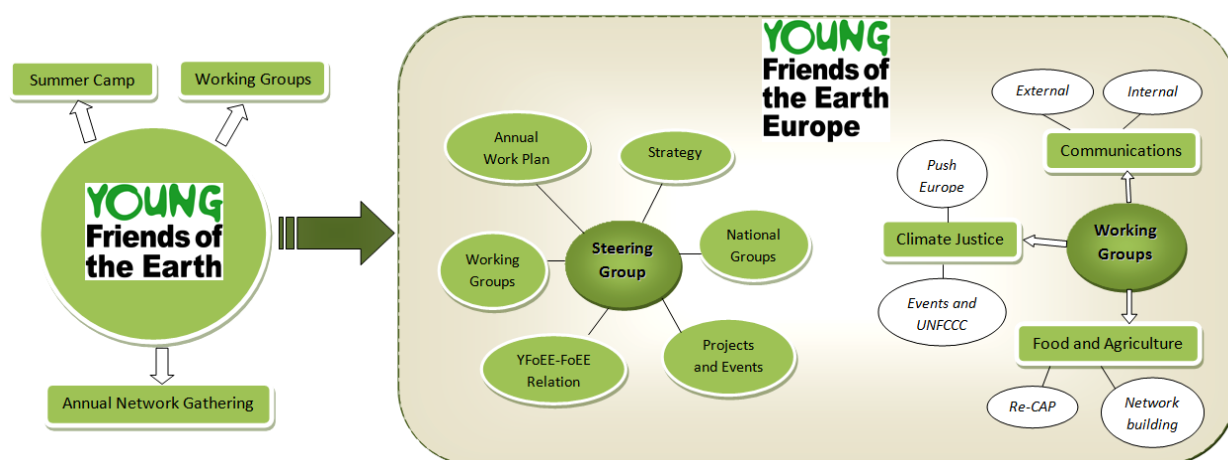 Summer Camp
Working Groups
YOUNG
Friends of
the Earth
Annual Network Gathering
YOUNG
Friends of
the Earth
Europe
Annual
Work Plan
Strategy
Working
Groups
Steering
Group
National
Groups
YFoEE-FoEE
Relation
Projects
and Events
External
Internal
Communications
Push
Europe
Climate Justice
Working
Groups
Events and
UNFCCC
Food and Agriculture
Re-CAP
Network
building